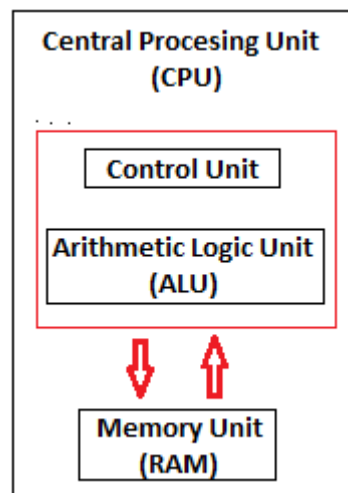 Central Procesing Unit
(CPU)
. . .
Control Unit
Arithmetic Logic Unit
(ALU)
Memory Unit
(RAM)